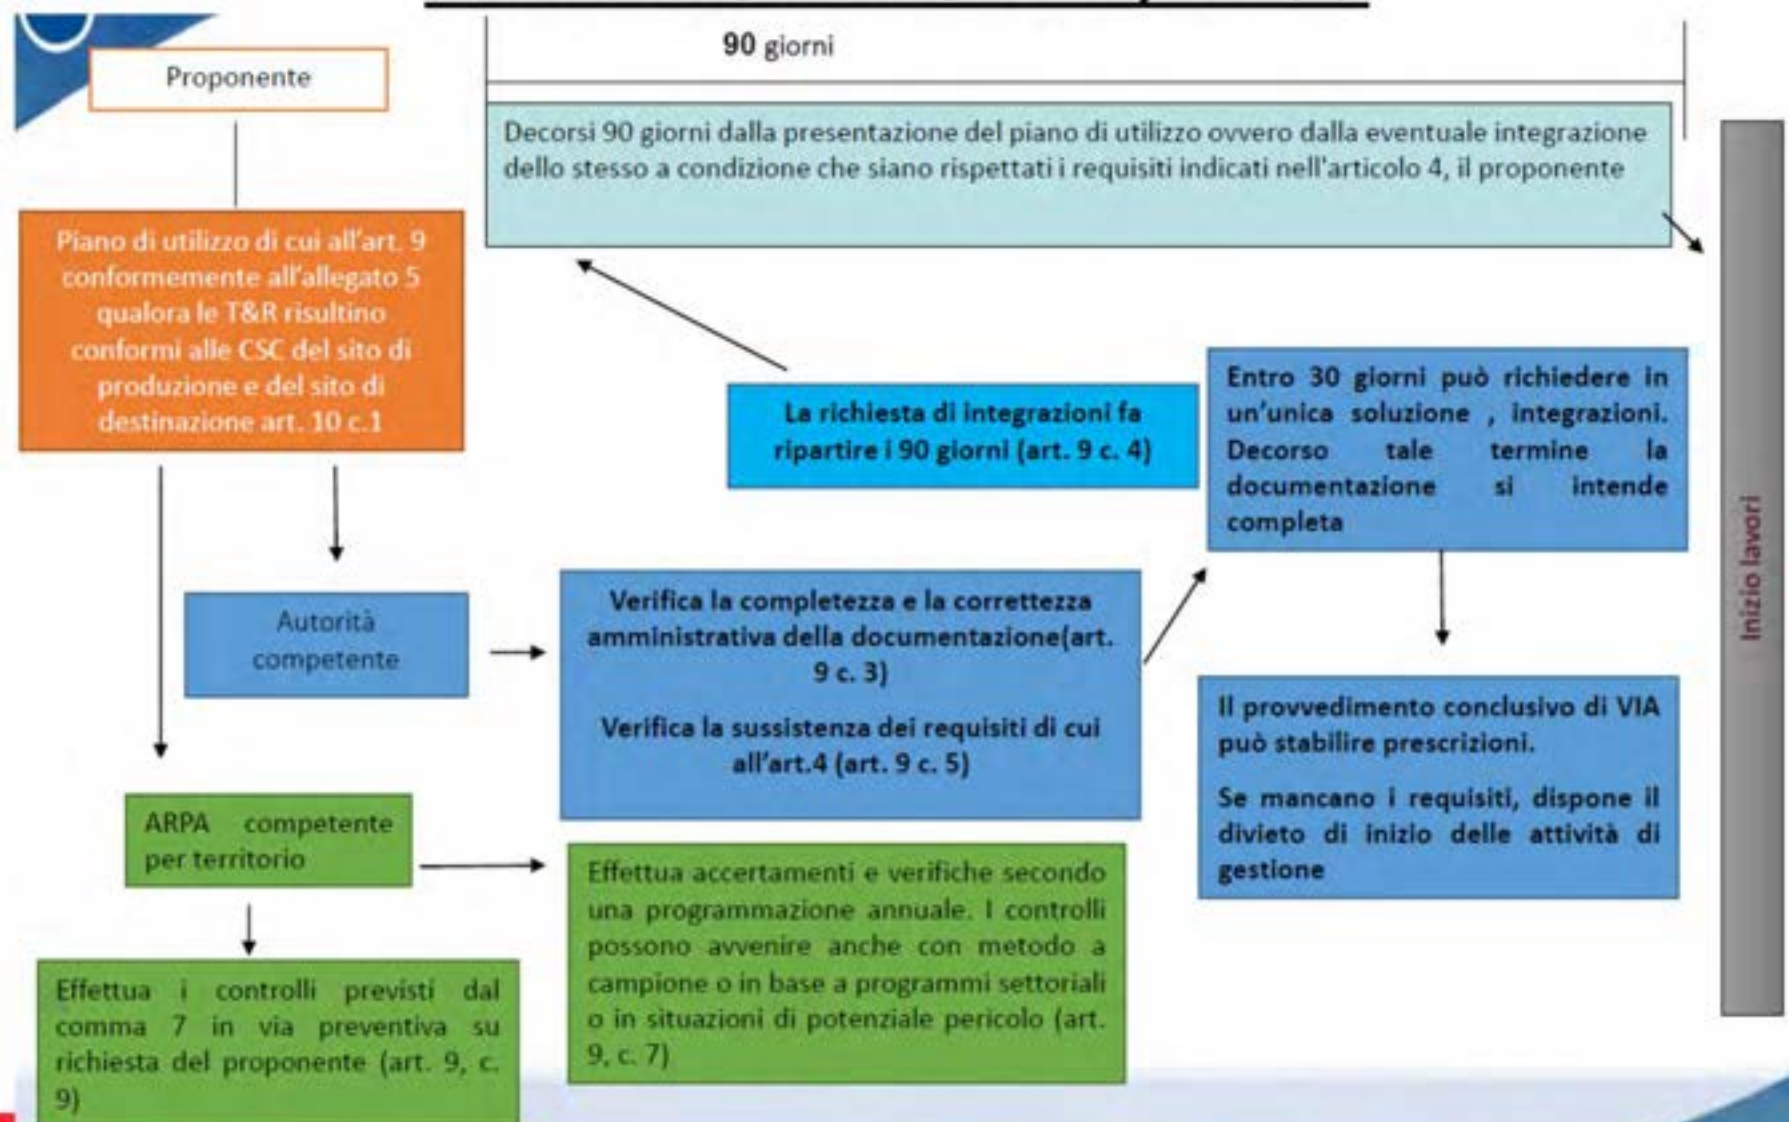 90 giorni
Proponente
Decorsi 90 giorni dalla presentazione del piano di utilizzo ovvero dalla eventuale integrazione
dello stesso a condizione che siano rispettati i requisiti indicati nell'articolo 4, il proponente
Piano di utilizzo di cui all'art. 9
conformemente all'allegato 5
qualora le T&R risultino
conformi alle CSC del sito di
produzione e del sito di
destinazione art. 10 c.1
La richiesta di integrazioni fa
ripartire i 90 giorni (art. 9 c. 4)
Entro 30 giorni può richiedere in
un'unica soluzione , integrazioni.
Decorso tale termine la
documentazione si intende
completa
Inizio lavori
Autorità
competente
Verifica la completezza e la correttezza
amministrativa della documentazione(art.
9 c. 3)
Verifica la sussistenza dei requisiti di cui
all'art.4 (art. 9 c. 5)
Il provvedimento conclusivo di VIA
può stabilire prescrizioni.
Se mancano i requisiti, dispone il
divieto di inizio delle attività di
gestione
ARPA competente
per territorio
Effettua accertamenti e verifiche secondo
una programmazione annuale. I controlli
possono avvenire anche con metodo a
campione o in base a programmi settoriali
o in situazioni di potenziale pericolo (art.
9, c. 7)
Effettua i controlli previsti dal
comma 7 in via preventiva su
richiesta del proponente (art. 9, c.
9)